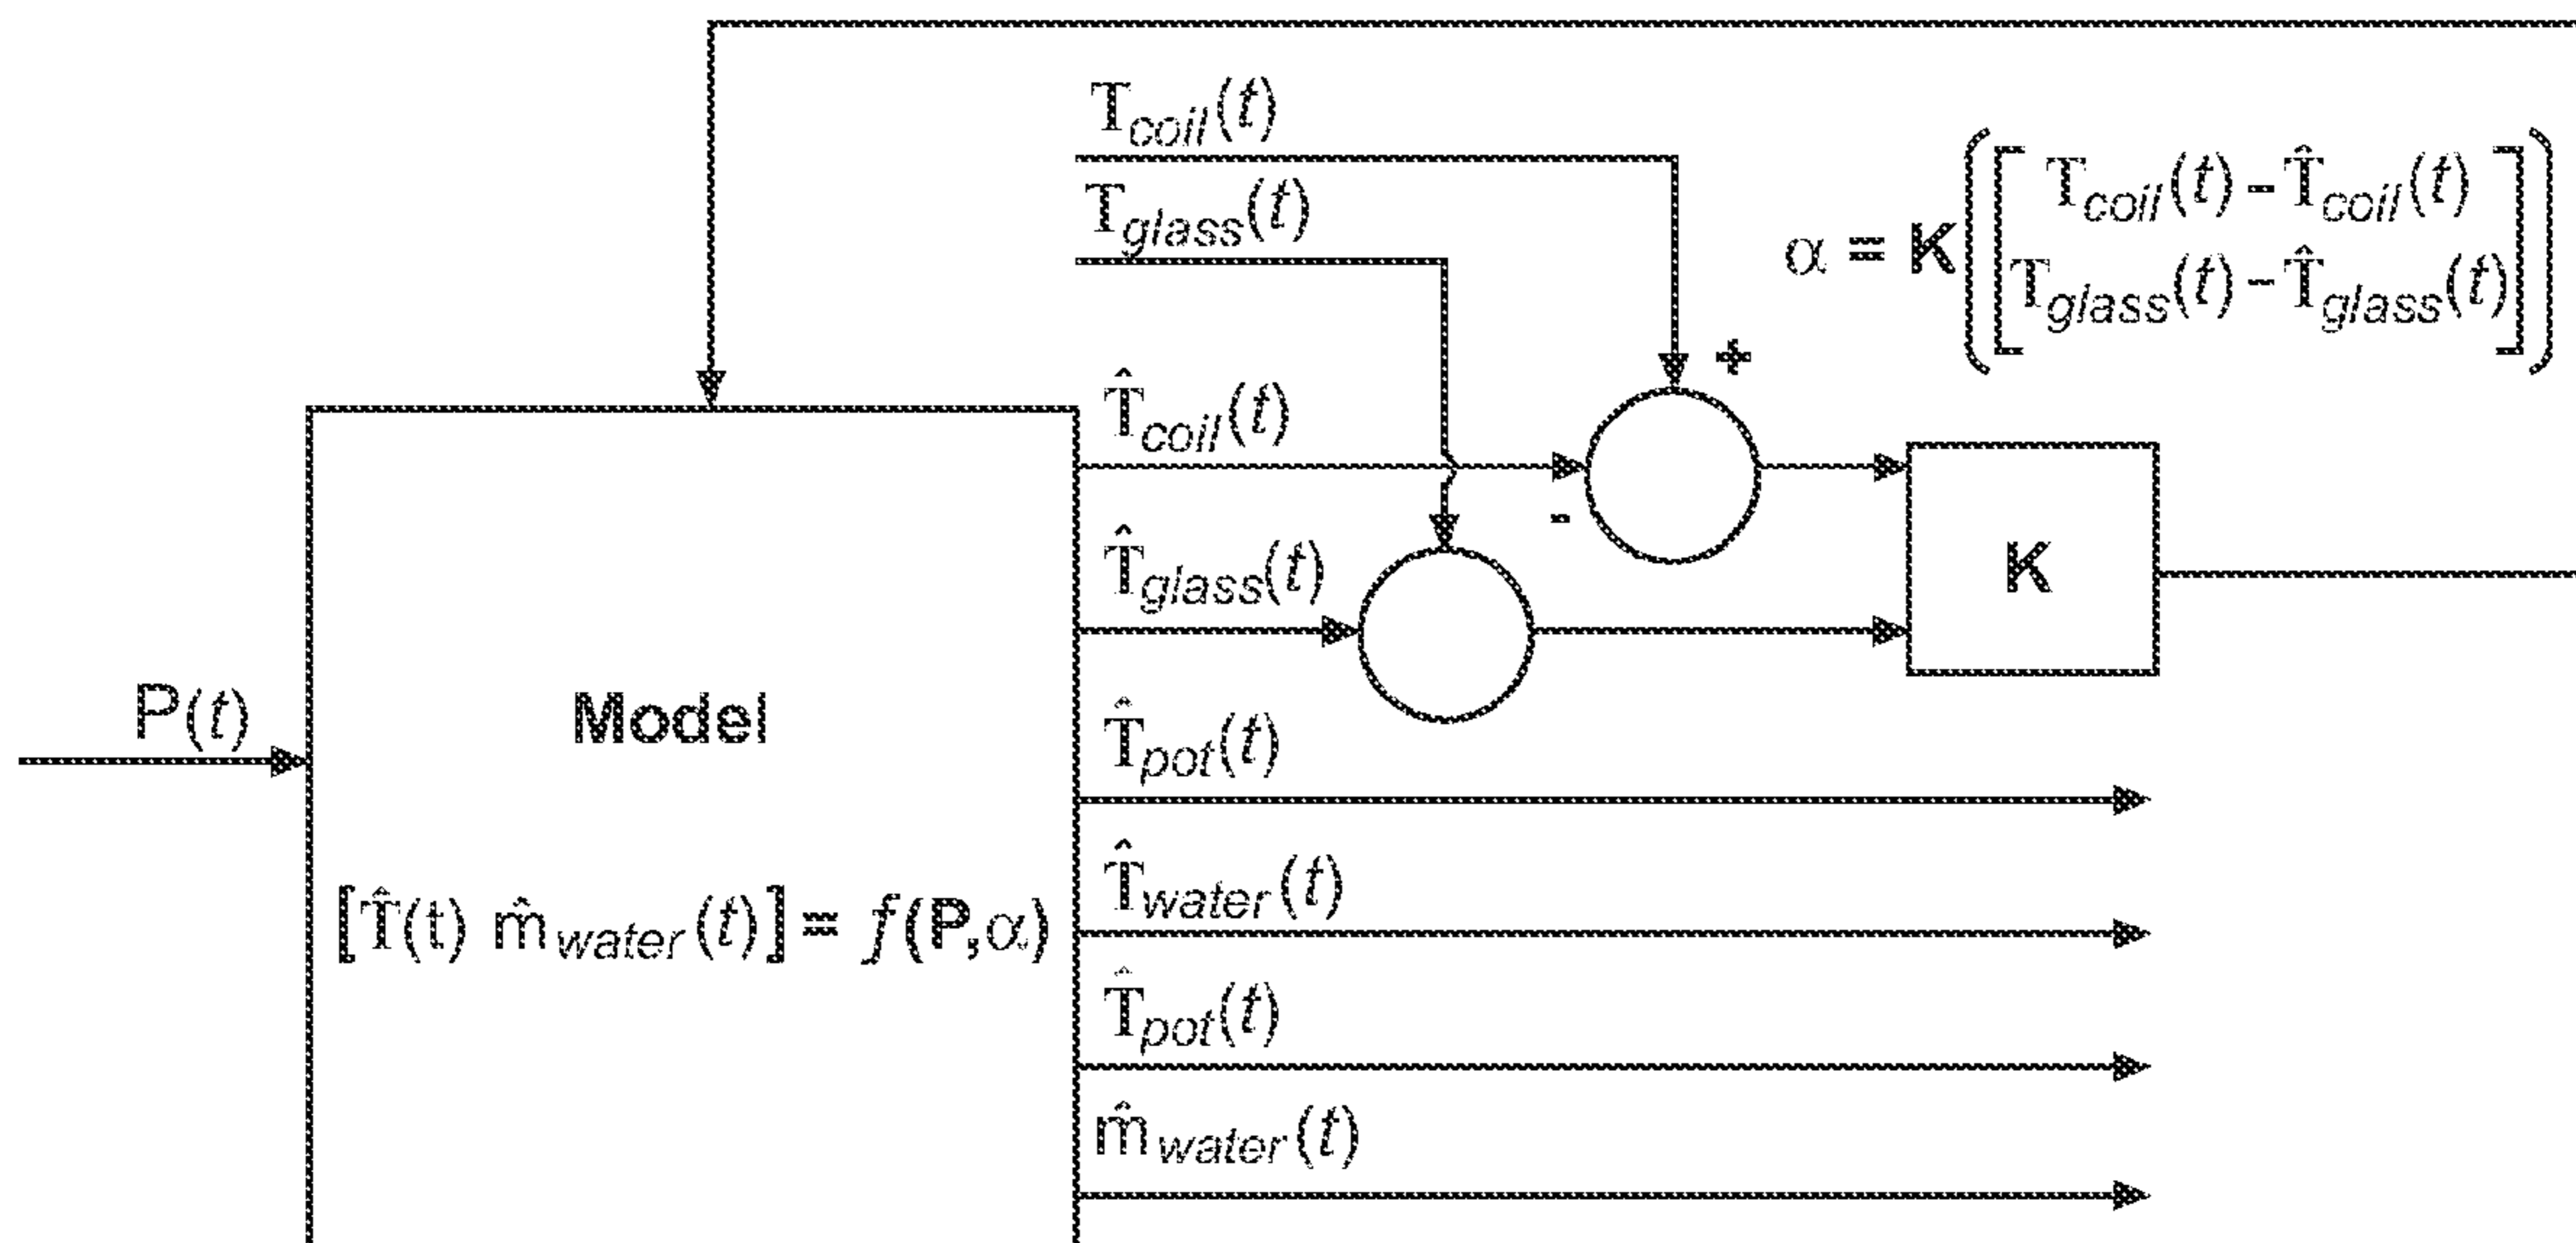 T_coil(t)
T_glass(t)
α = K([T_coil(t) - T̂_coil(t)
T_glass(t) - T̂_glass(t)])
+
T̂_coil(t)
-
T̂_glass(t)
K
P(t)
Model
T̂_pot(t)
[T̂(t) m̂_water(t)] = f(P,α)
T̂_water(t)
T̂_pot(t)
m̂_water(t)